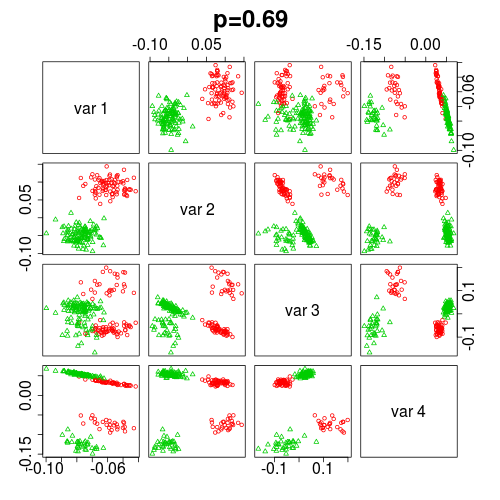 p=0.69
-0.10 0.05
-0.15 0.00
var 1
-0.06
-0.10
0.05
-0.10
var 2
var 3
0.1
-0.1
0.00
-0.15
var 4
-0.10 -0.06
-0.1 0.1